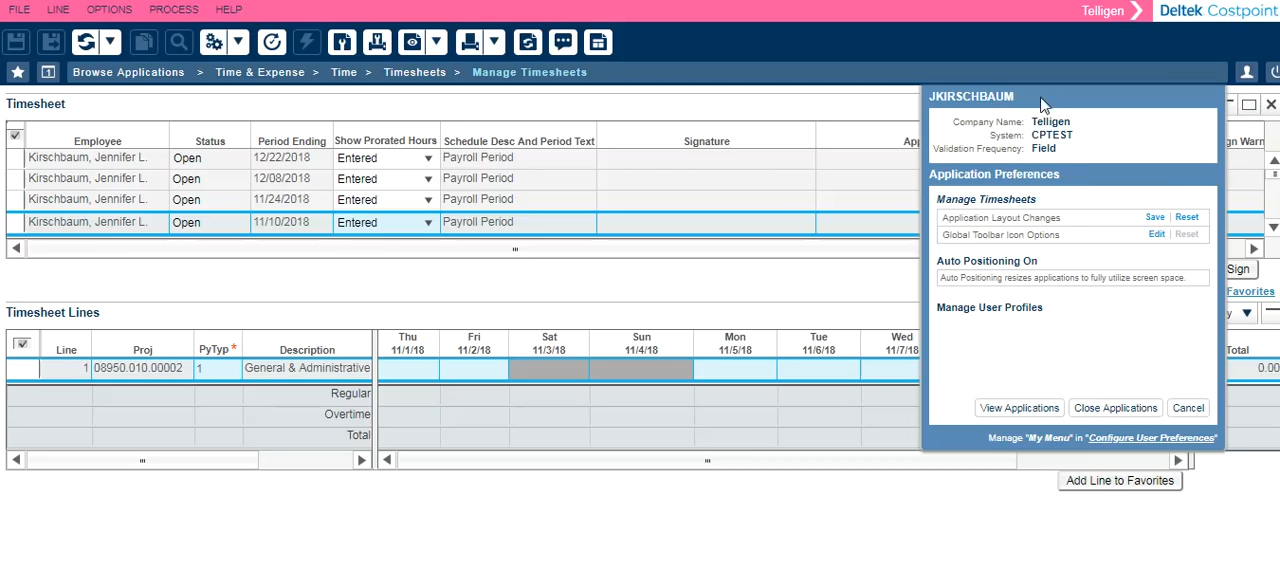 FILE LINE OPTIONS PROCESS HELP Telligen Deltek Costpoint
1 Browse Applications > Time & Expense > Time > Timesheets > Manage Timesheets
JKIRSCHBAUM
Company Name: Telligen
System: CPTEST
Validation Frequency: Field
Application Preferences
Manage Timesheets
Application Layout Changes Save | Reset
Global Toolbar Icon Options Edit | Reset
Auto Positioning On
Auto Positioning resizes applications to fully utilize screen space.
Manage User Profiles
View Applications Close Applications Cancel
Manage "My Menu" in "Configure User Preferences"
Timesheet
Employee Status Period Ending Show Prorated Hours Schedule Desc And Period Text Signature App gn Warn
Kirschbaum, Jennifer L. Open 12/22/2018 Entered Payroll Period
Kirschbaum, Jennifer L. Open 12/08/2018 Entered Payroll Period
Kirschbaum, Jennifer L. Open 11/24/2018 Entered Payroll Period
Kirschbaum, Jennifer L. Open 11/10/2018 Entered Payroll Period
Sign
Favorites
Timesheet Lines y
Line Proj PyTyp * Description Thu 11/1/18 Fri 11/2/18 Sat 11/3/18 Sun 11/4/18 Mon 11/5/18 Tue 11/6/18 Wed 11/7/18 Total
1 08950.010.00002 1 General & Administrative 0.00
Regular
Overtime
Total
Add Line to Favorites